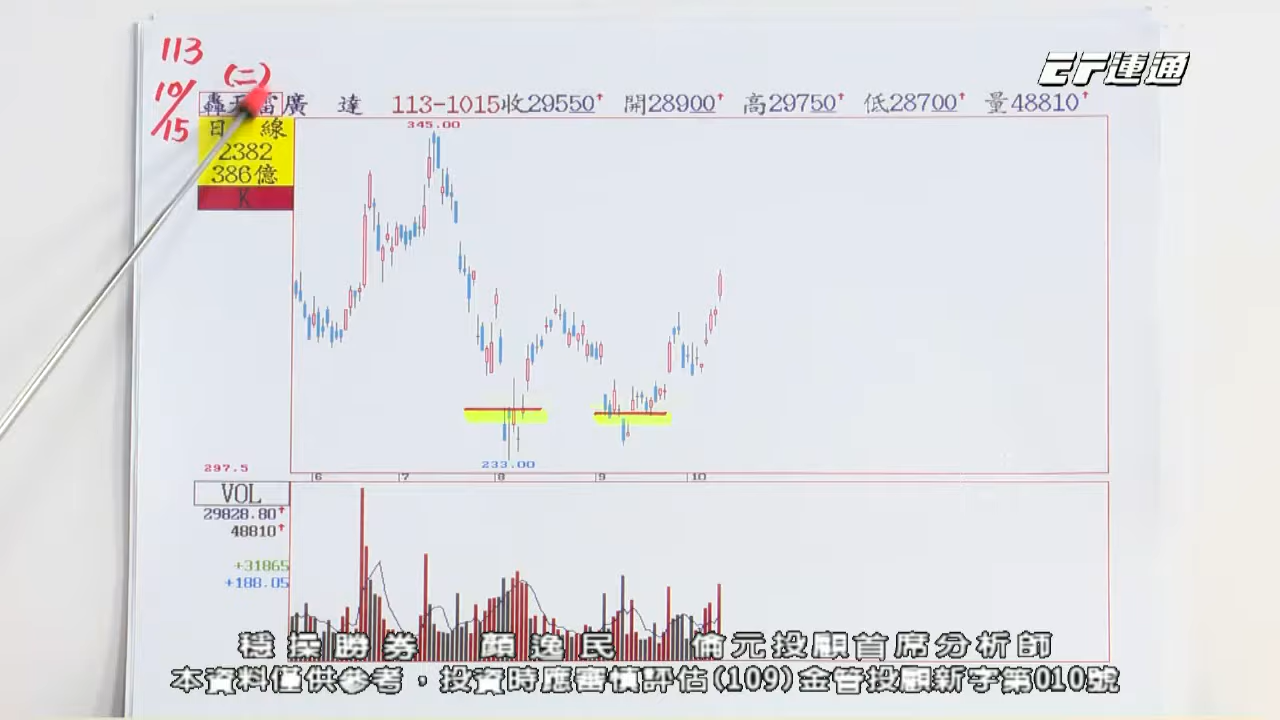 113
(二)
10/15
EF運通
轟天富廣 達 113-1015收29550↑ 開28900↑ 高29750↑ 低28700↑ 量48810↑
日 線
2382
386億
K
345.00
233.00
297.5
6 7 8 9 10
VOL
29828.80↑
48810↑
+31865
+188.05
穩操勝券 顏逸民 倫元投顧首席分析師
本資料僅供參考，投資時應審慎評估(109)金管投顧新字第010號